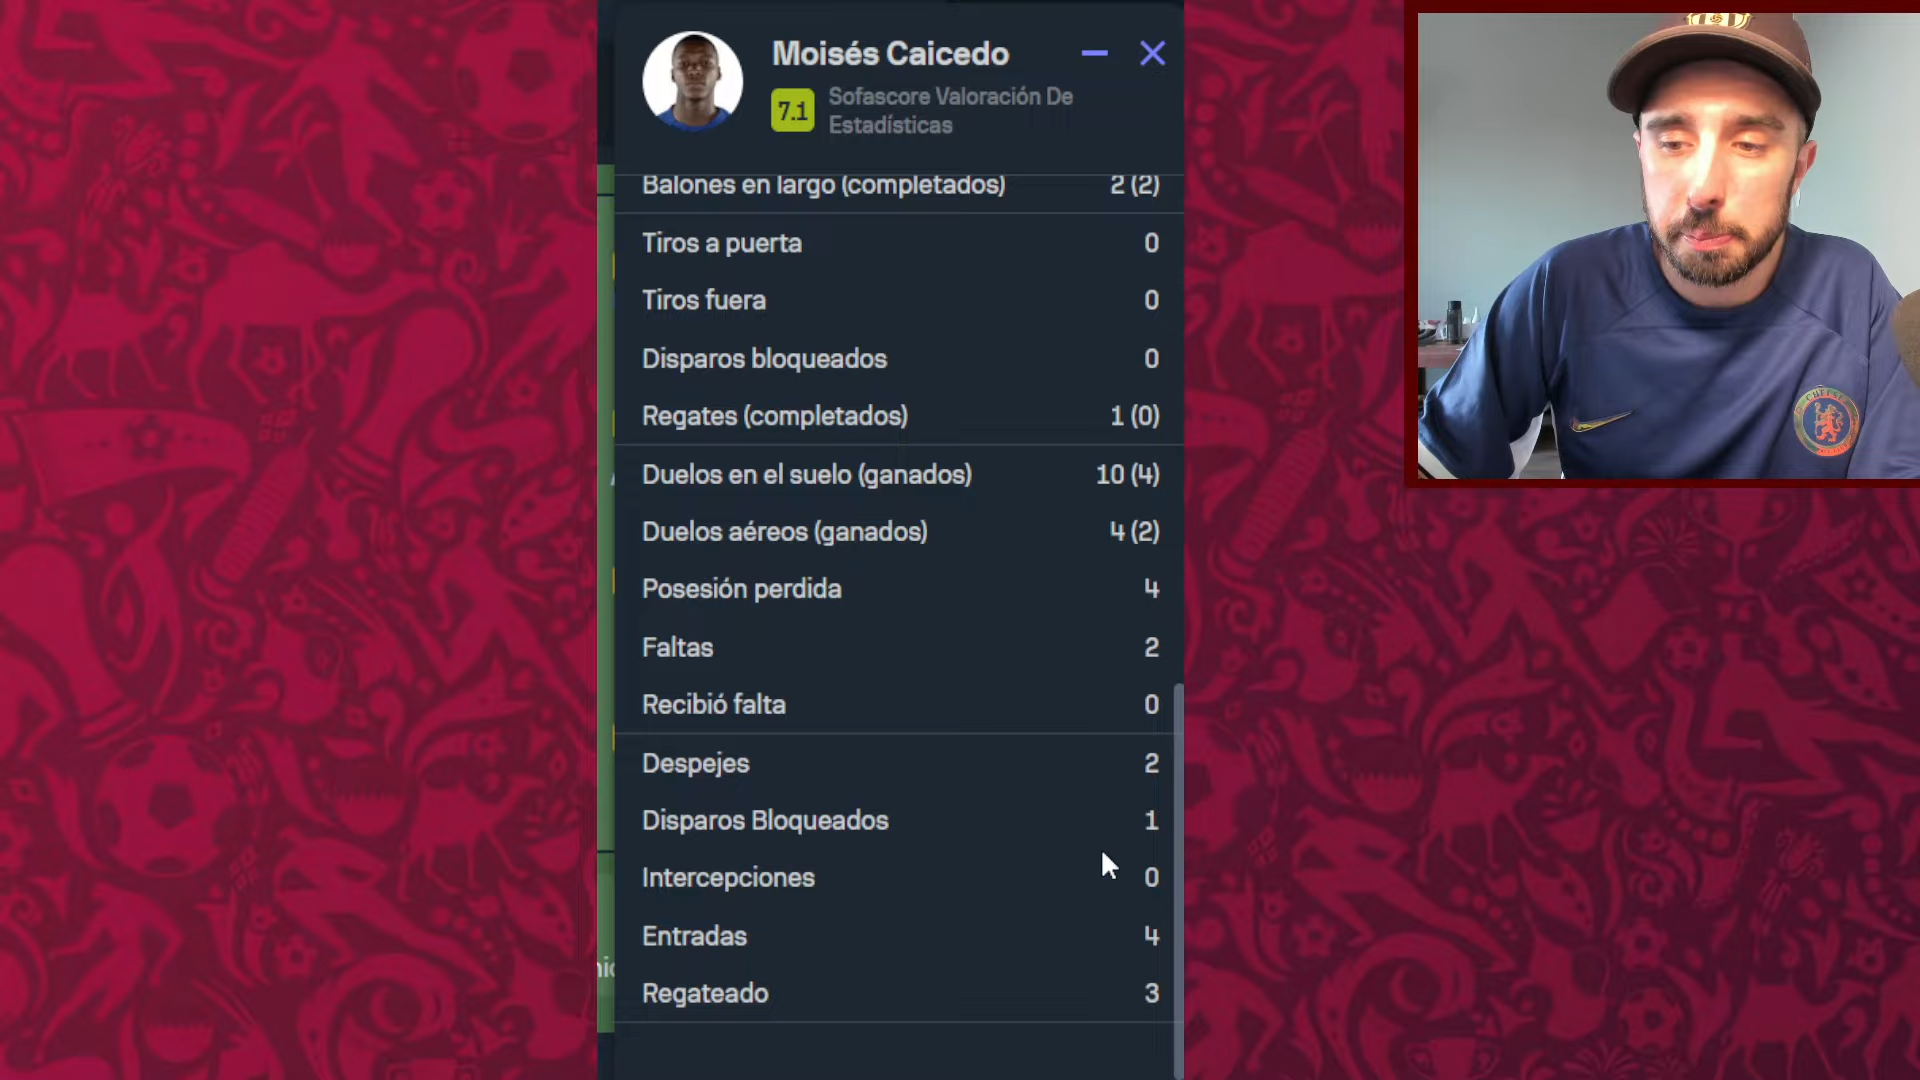 Moisés Caicedo
7.1
Sofascore Valoración De
Estadísticas
Balones en largo (completados) 2 (2)
Tiros a puerta 0
Tiros fuera 0
Disparos bloqueados 0
Regates (completados) 1 (0)
Duelos en el suelo (ganados) 10 (4)
Duelos aéreos (ganados) 4 (2)
Posesión perdida 4
Faltas 2
Recibió falta 0
Despejes 2
Disparos Bloqueados 1
Intercepciones 0
Entradas 4
Regateado 3
CHELSEA